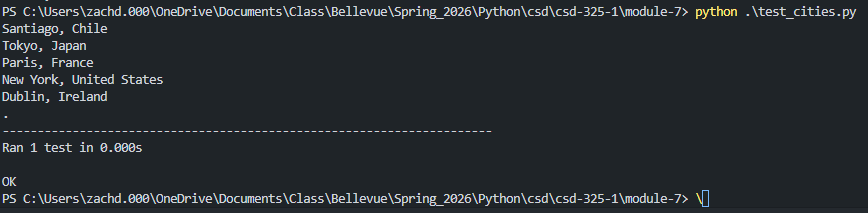 PS C:\Users\zachd.000\OneDrive\Documents\Class\Bellevue\Spring_2026\Python\csd\csd-325-1\module-7> python .\test_cities.py
Santiago, Chile
Tokyo, Japan
Paris, France
New York, United States
Dublin, Ireland
.
----------------------------------------------------------------------
Ran 1 test in 0.000s
OK
PS C:\Users\zachd.000\OneDrive\Documents\Class\Bellevue\Spring_2026\Python\csd\csd-325-1\module-7> \